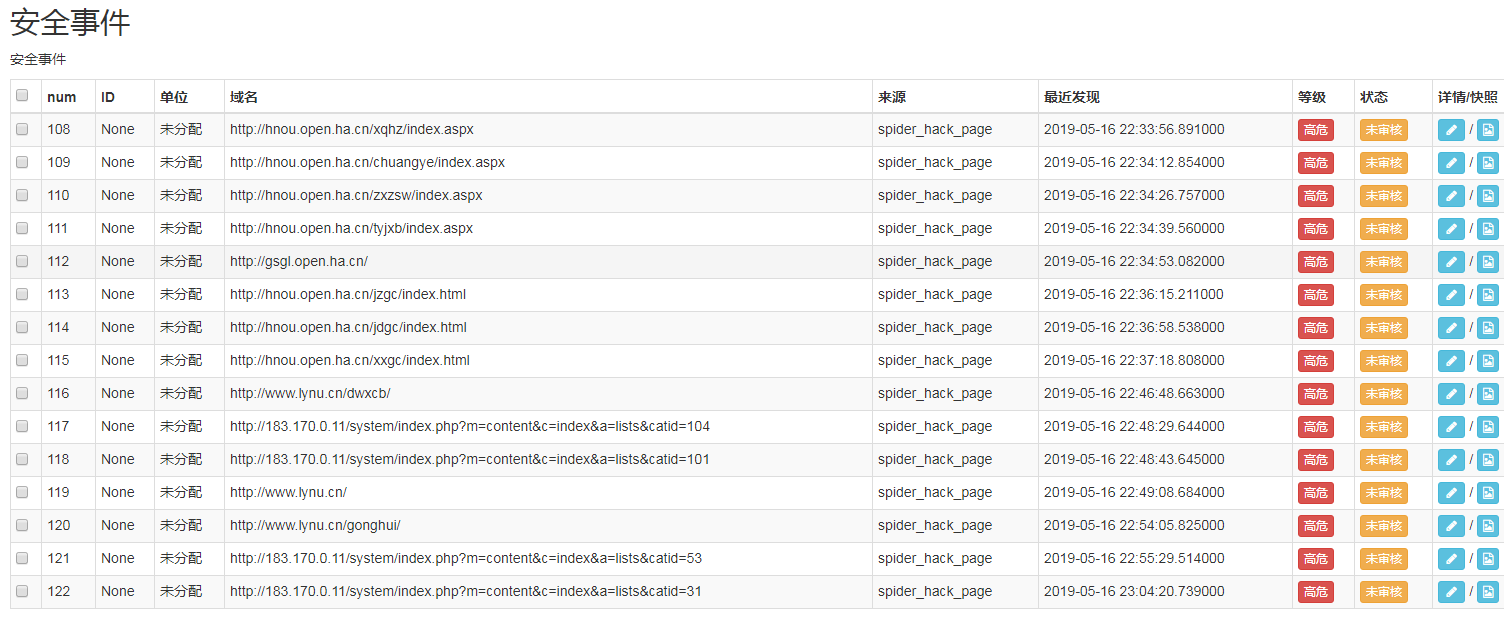 安全事件
安全事件
num ID 单位 域名 来源 最近发现 等级 状态 详情/快照
108 None 未分配 http://hnou.open.ha.cn/xqhz/index.aspx spider_hack_page 2019-05-16 22:33:56.891000 高危 未审核 /
109 None 未分配 http://hnou.open.ha.cn/chuangye/index.aspx spider_hack_page 2019-05-16 22:34:12.854000 高危 未审核 /
110 None 未分配 http://hnou.open.ha.cn/zxzsw/index.aspx spider_hack_page 2019-05-16 22:34:26.757000 高危 未审核 /
111 None 未分配 http://hnou.open.ha.cn/tyjxb/index.aspx spider_hack_page 2019-05-16 22:34:39.560000 高危 未审核 /
112 None 未分配 http://gsgl.open.ha.cn/ spider_hack_page 2019-05-16 22:34:53.082000 高危 未审核 /
113 None 未分配 http://hnou.open.ha.cn/jzgc/index.html spider_hack_page 2019-05-16 22:36:15.211000 高危 未审核 /
114 None 未分配 http://hnou.open.ha.cn/jdgc/index.html spider_hack_page 2019-05-16 22:36:58.538000 高危 未审核 /
115 None 未分配 http://hnou.open.ha.cn/xxgc/index.html spider_hack_page 2019-05-16 22:37:18.808000 高危 未审核 /
116 None 未分配 http://www.lynu.cn/dwxcb/ spider_hack_page 2019-05-16 22:46:48.663000 高危 未审核 /
117 None 未分配 http://183.170.0.11/system/index.php?m=content&c=index&a=lists&catid=104 spider_hack_page 2019-05-16 22:48:29.644000 高危 未审核 /
118 None 未分配 http://183.170.0.11/system/index.php?m=content&c=index&a=lists&catid=101 spider_hack_page 2019-05-16 22:48:43.645000 高危 未审核 /
119 None 未分配 http://www.lynu.cn/ spider_hack_page 2019-05-16 22:49:08.684000 高危 未审核 /
120 None 未分配 http://www.lynu.cn/gonghui/ spider_hack_page 2019-05-16 22:54:05.825000 高危 未审核 /
121 None 未分配 http://183.170.0.11/system/index.php?m=content&c=index&a=lists&catid=53 spider_hack_page 2019-05-16 22:55:29.514000 高危 未审核 /
122 None 未分配 http://183.170.0.11/system/index.php?m=content&c=index&a=lists&catid=31 spider_hack_page 2019-05-16 23:04:20.739000 高危 未审核 /